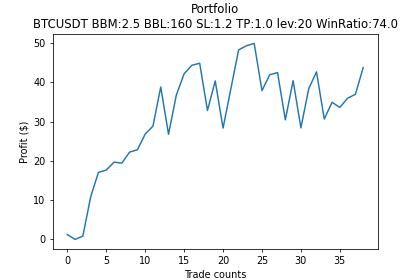 Portfolio
BTCUSDT BBM:2.5 BBL:160 SL:1.2 TP:1.0 lev:20 WinRatio:74.0
50
40
30
20
10
0
Profit ($)
0 5 10 15 20 25 30 35
Trade counts